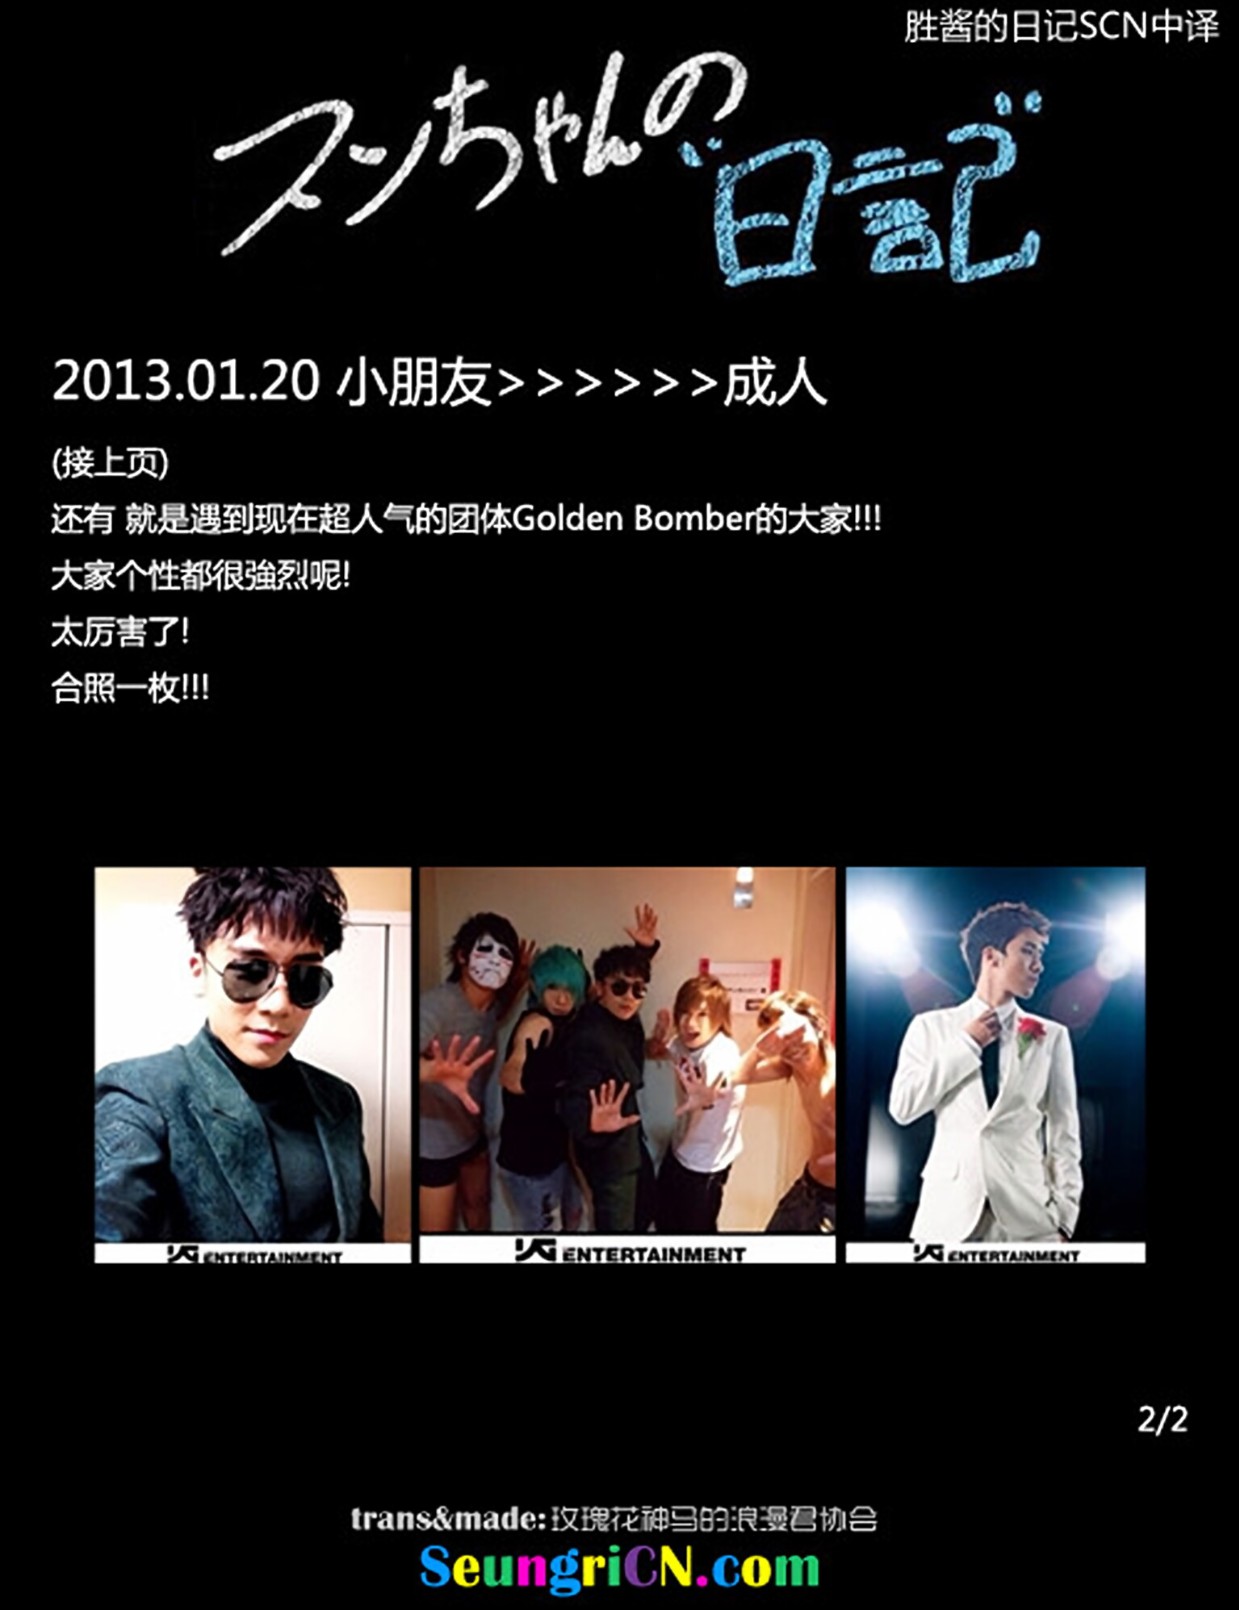 胜酱的日记SCN中译
スンちゃんの
日記
2013.01.20 小朋友>>>>>>成人
(接上页)
还有 就是遇到现在超人气的团体Golden Bomber的大家!!!
大家个性都很強烈呢!
太厉害了!
合照一枚!!!
YG ENTERTAINMENT
YG ENTERTAINMENT
YG ENTERTAINMENT
2/2
trans&made:玫瑰花神马的浪漫君协会
SeungriCN.com